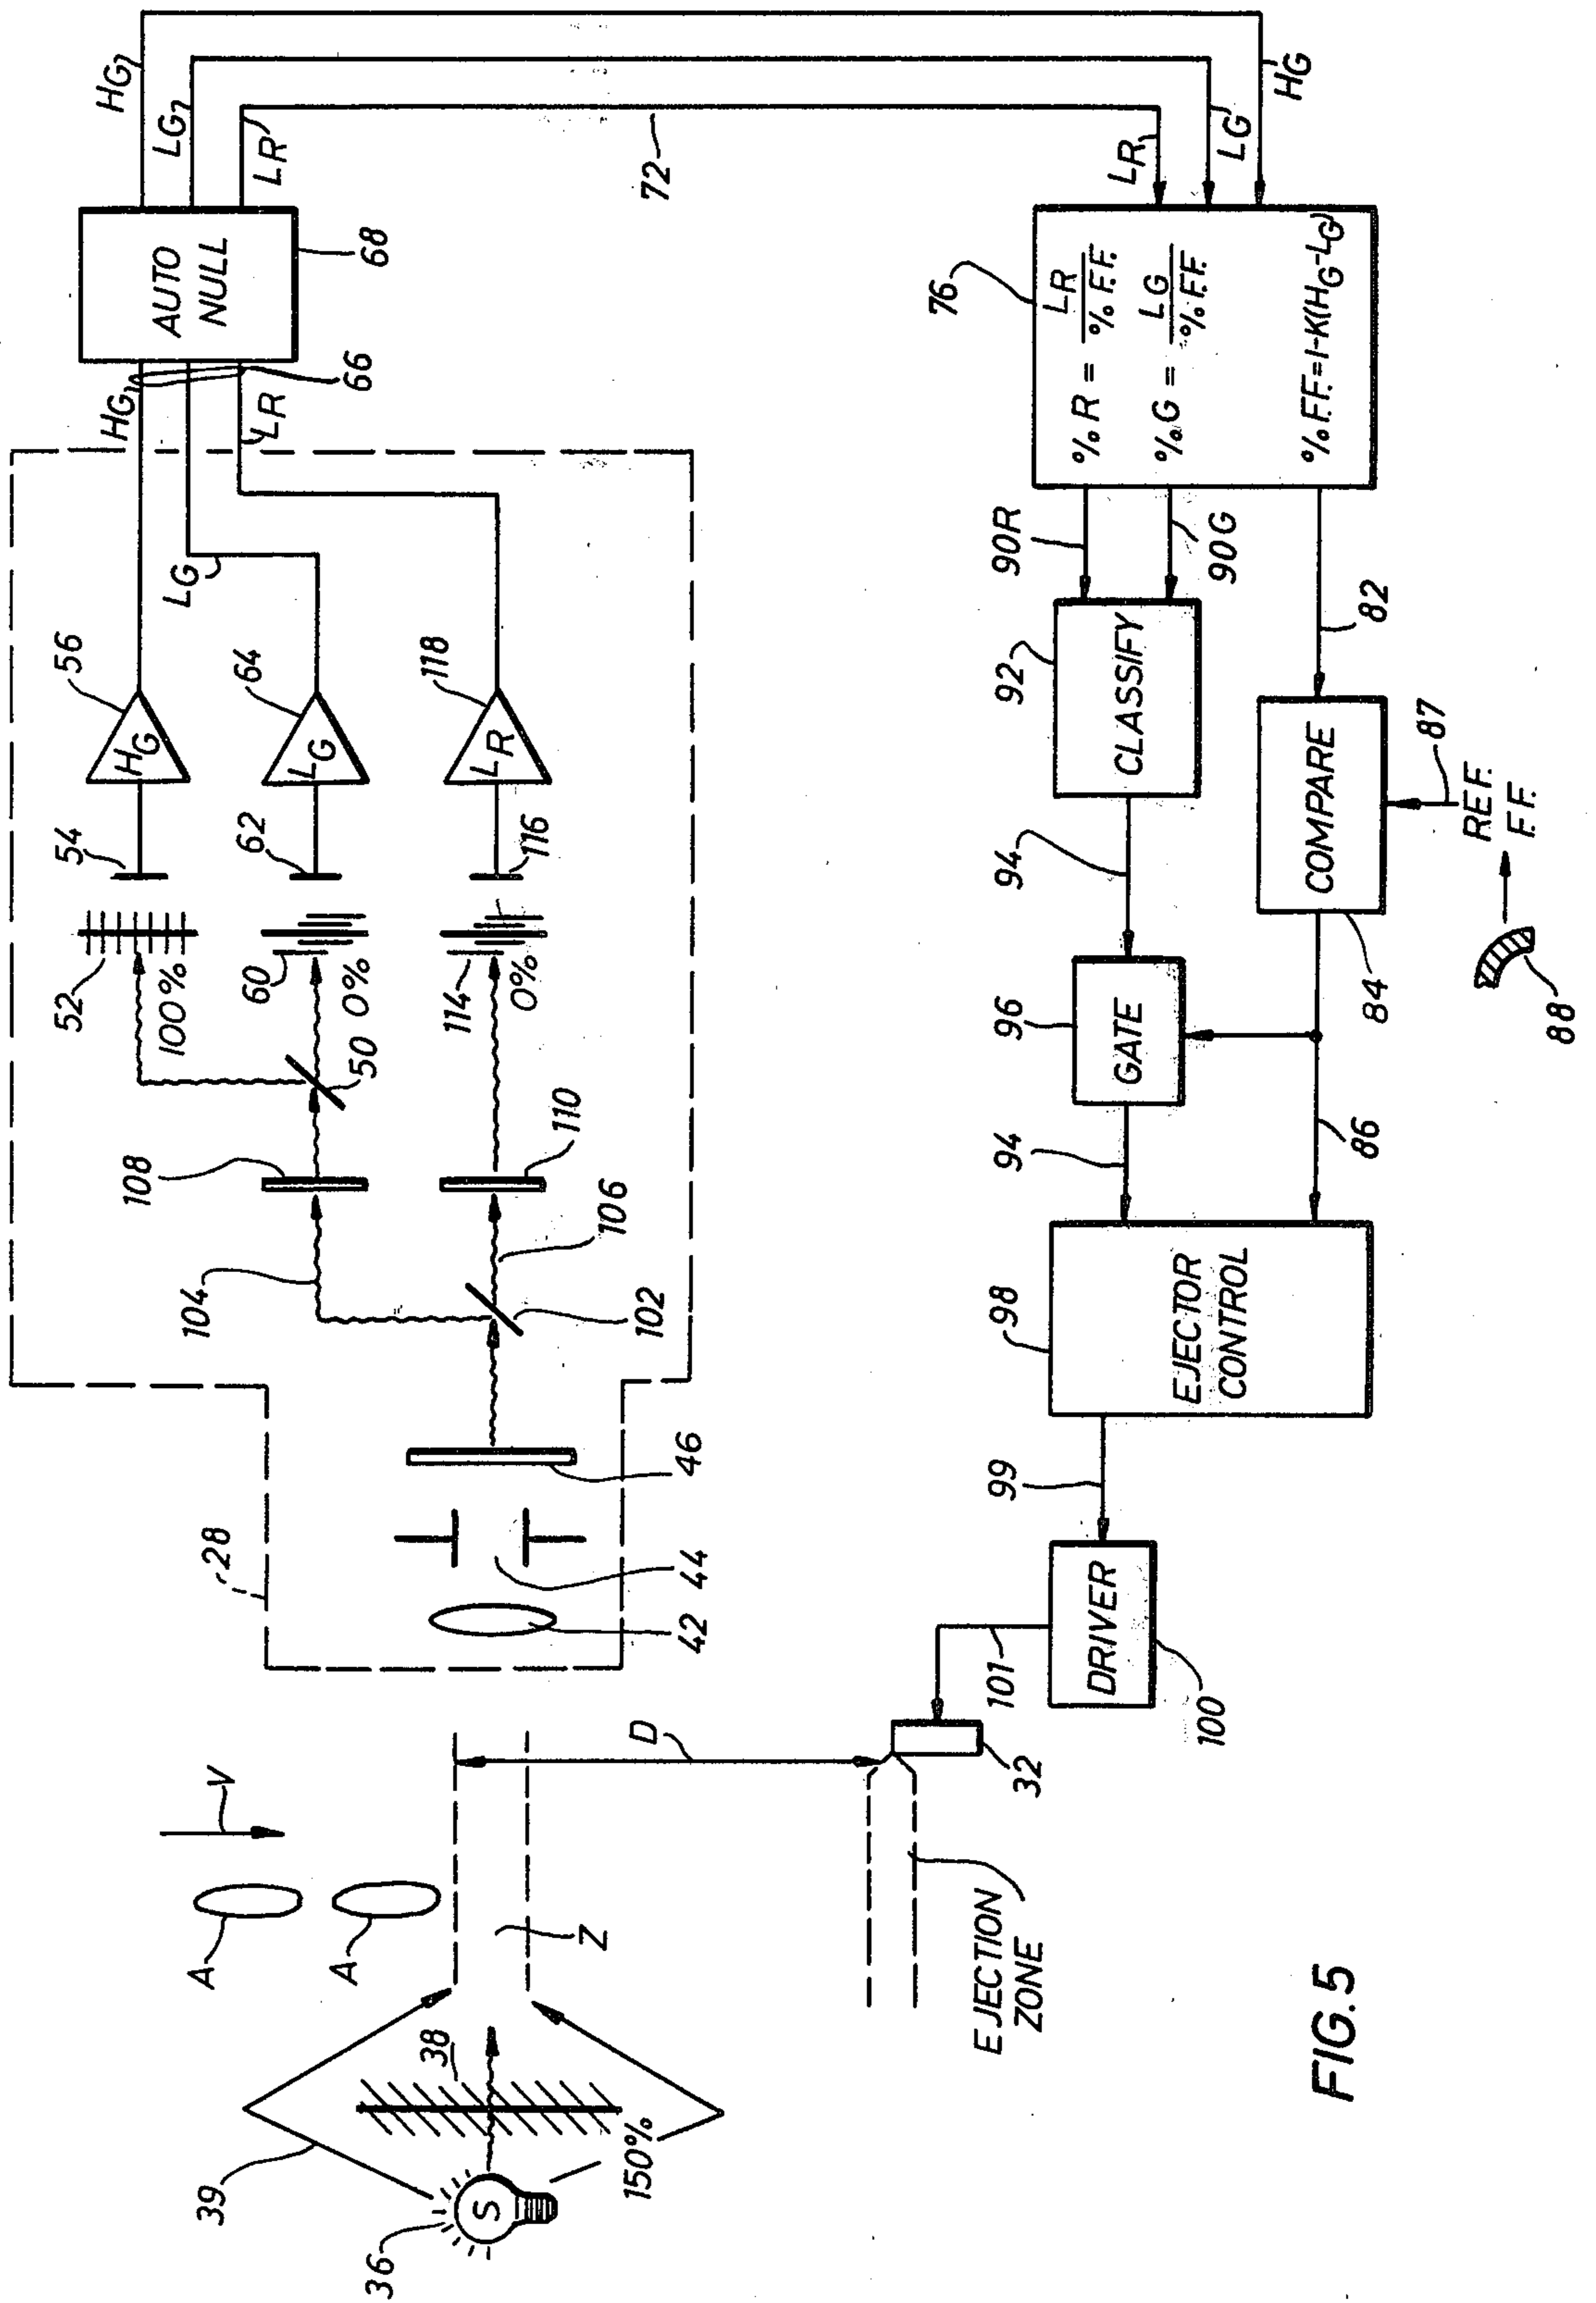 HG
LG
LR
AUTO
NULL
68
66
HG
LR
72
LR
LG
HG
LG
56
HG
64
LG
118
LR
54
62
116
52
100%
60
0%
114
0%
50
108
110
104
106
102
46
28
44
42
76
%R = LR
%F.F.
%G = LG
%F.F.
%F.F.=1-K(HG-LG)
90R
90G
82
92
CLASSIFY
94
COMPARE
87
REF.
F.F.
84
88
96
GATE
94
86
98
EJECTOR
CONTROL
99
DRIVER
100
101
32
D
V
A
A
Z
EJECTION
ZONE
38
39
150%
S
36
FIG.5